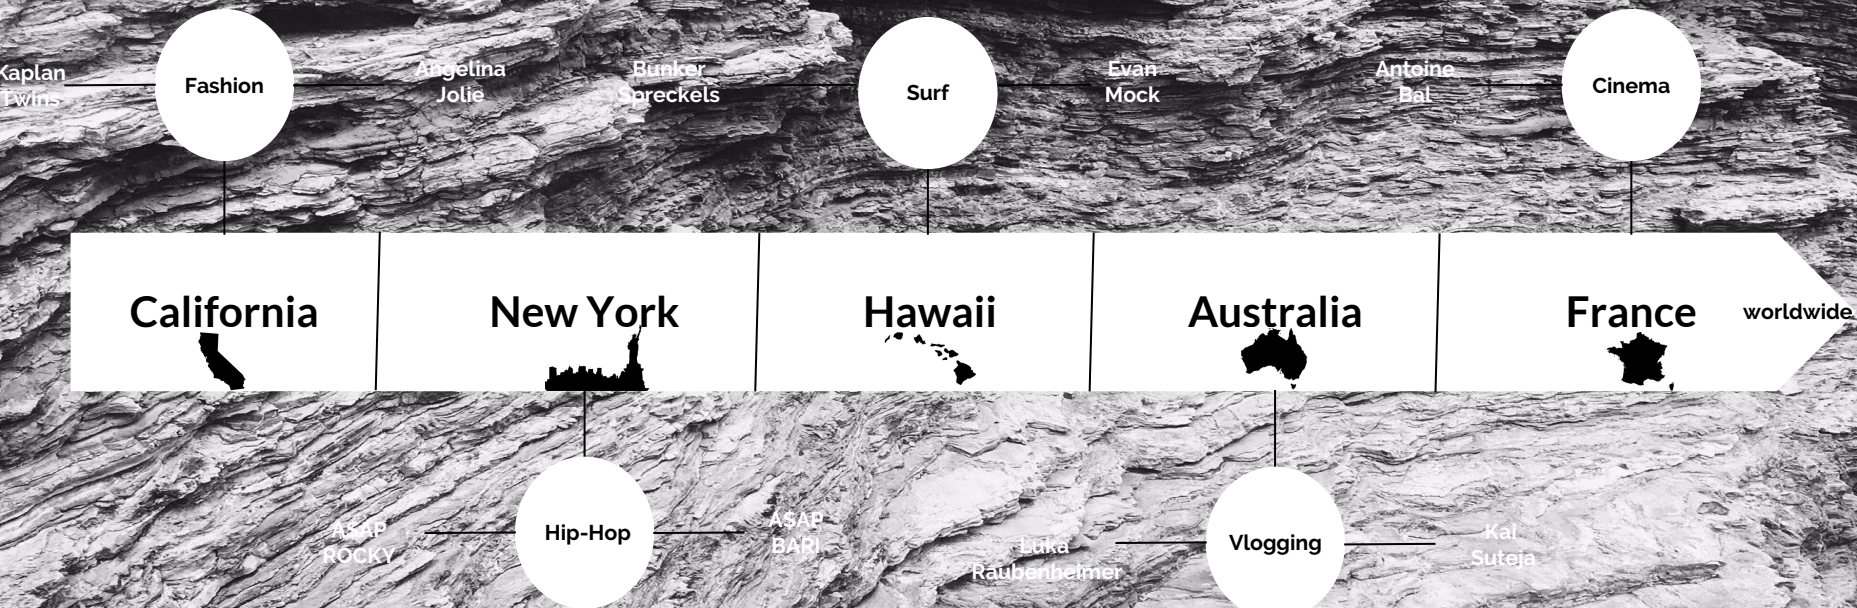 Kaplan
Twins
Fashion
Angelina
Jolie
Bunker
Spreckels
Surf
Evan
Mock
Antoine
Bal
Cinema
California
New York
Hawaii
Australia
France
worldwide
A$AP
ROCKY
Hip-Hop
A$AP
BARI
Luka
Raubenheimer
Vlogging
Kai
Suteja